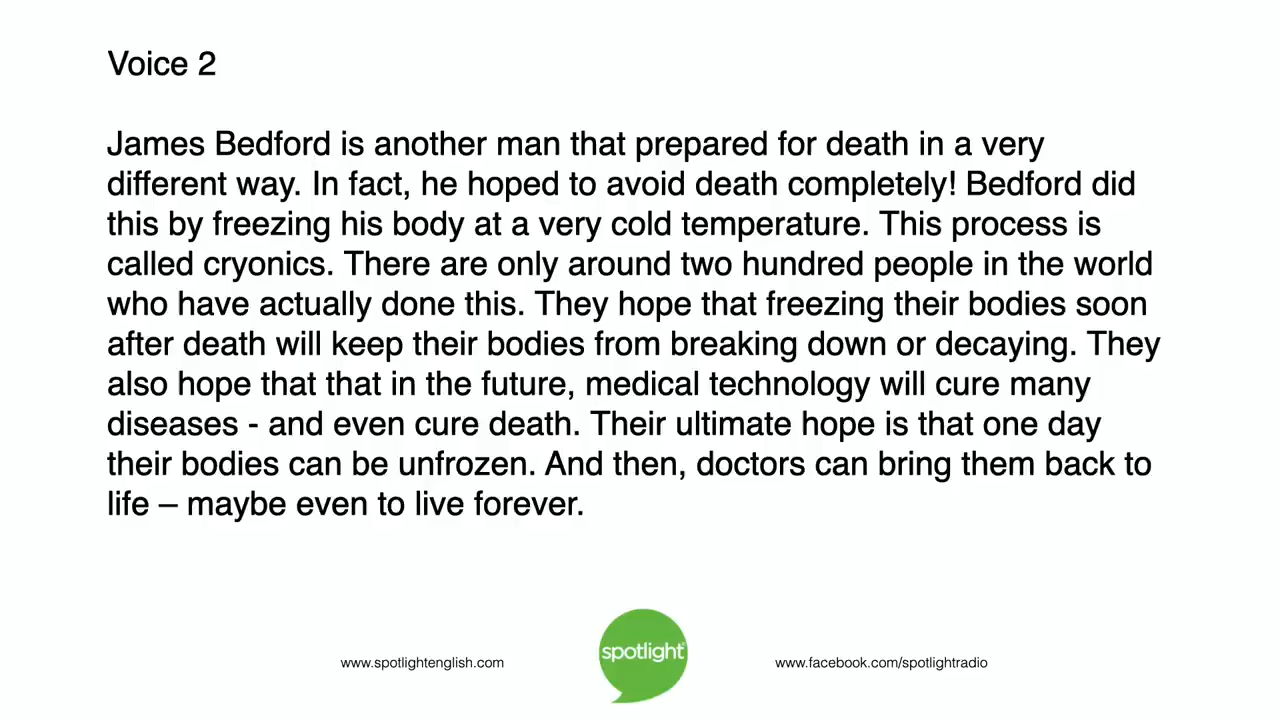 Voice 2
James Bedford is another man that prepared for death in a very
different way. In fact, he hoped to avoid death completely! Bedford did
this by freezing his body at a very cold temperature. This process is
called cryonics. There are only around two hundred people in the world
who have actually done this. They hope that freezing their bodies soon
after death will keep their bodies from breaking down or decaying. They
also hope that that in the future, medical technology will cure many
diseases - and even cure death. Their ultimate hope is that one day
their bodies can be unfrozen. And then, doctors can bring them back to
life – maybe even to live forever.
www.spotlightenglish.com
spotlight
www.facebook.com/spotlightradio